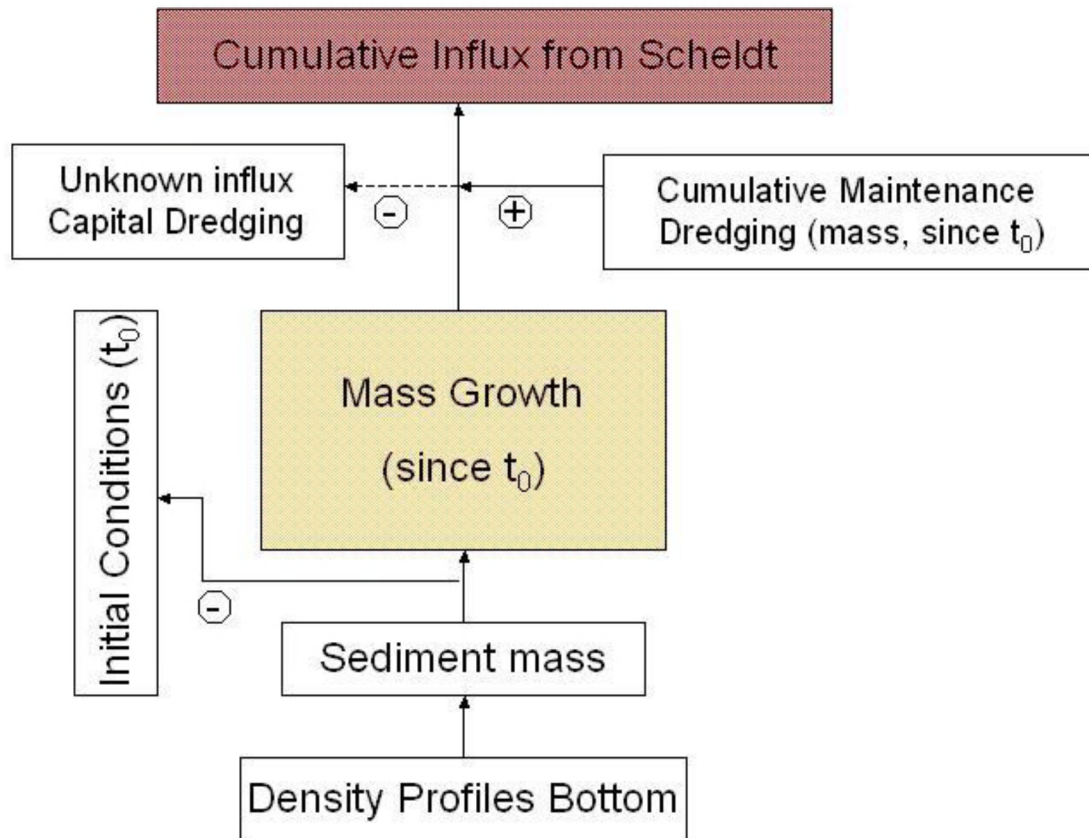 Cumulative Influx from Scheldt
Unknown influx
Capital Dredging
-
+
Cumulative Maintenance
Dredging (mass, since t₀)
Initial Conditions (t₀)
Mass Growth
(since t₀)
-
Sediment mass
Density Profiles Bottom